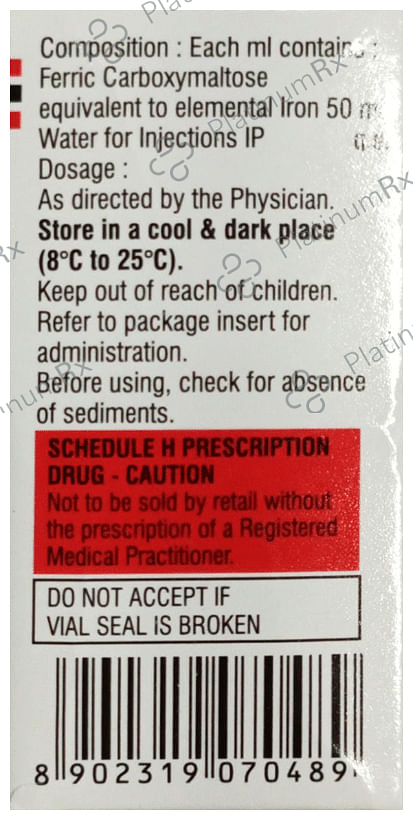 Composition : Each ml contains :
Ferric Carboxymaltose
equivalent to elemental Iron 50
Water for Injections IP
Dosage :
As directed by the Physician.
Store in a cool & dark place
(8°C to 25°C).
Keep out of reach of children.
Refer to package insert for
administration.
Before using, check for absence
of sediments.
SCHEDULE H PRESCRIPTION
DRUG - CAUTION
Not to be sold by retail without
the prescription of a Registered
Medical Practitioner.
DO NOT ACCEPT IF
VIAL SEAL IS BROKEN
8 902319 070489
PlatinumRx
PlatinumRx
PlatinumRx